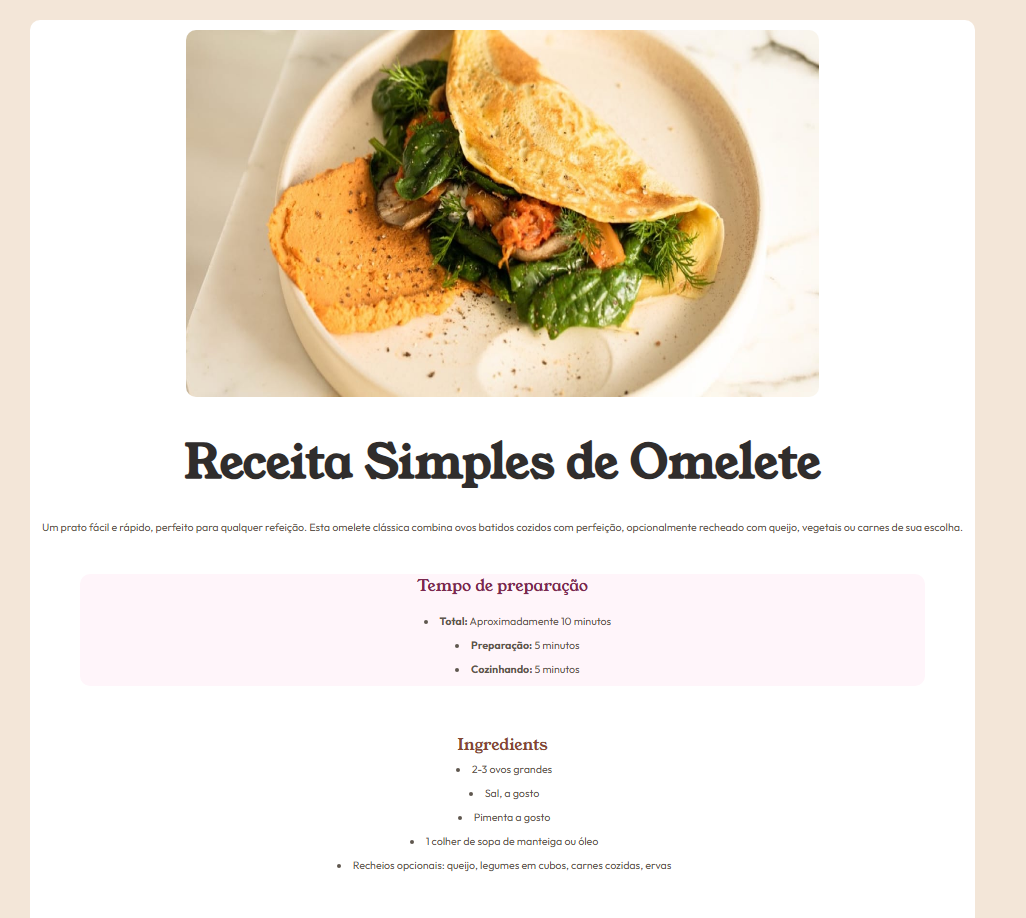 Receita Simples de Omelete
Um prato fácil e rápido, perfeito para qualquer refeição. Esta omelete clássica combina ovos batidos cozidos com perfeição, opcionalmente recheado com queijo, vegetais ou carnes de sua escolha.
Tempo de preparação
• Total: Aproximadamente 10 minutos
• Preparação: 5 minutos
• Cozinhando: 5 minutos
Ingredients
• 2-3 ovos grandes
• Sal, a gosto
• Pimenta a gosto
• 1 colher de sopa de manteiga ou óleo
• Recheios opcionais: queijo, legumes em cubos, carnes cozidas, ervas